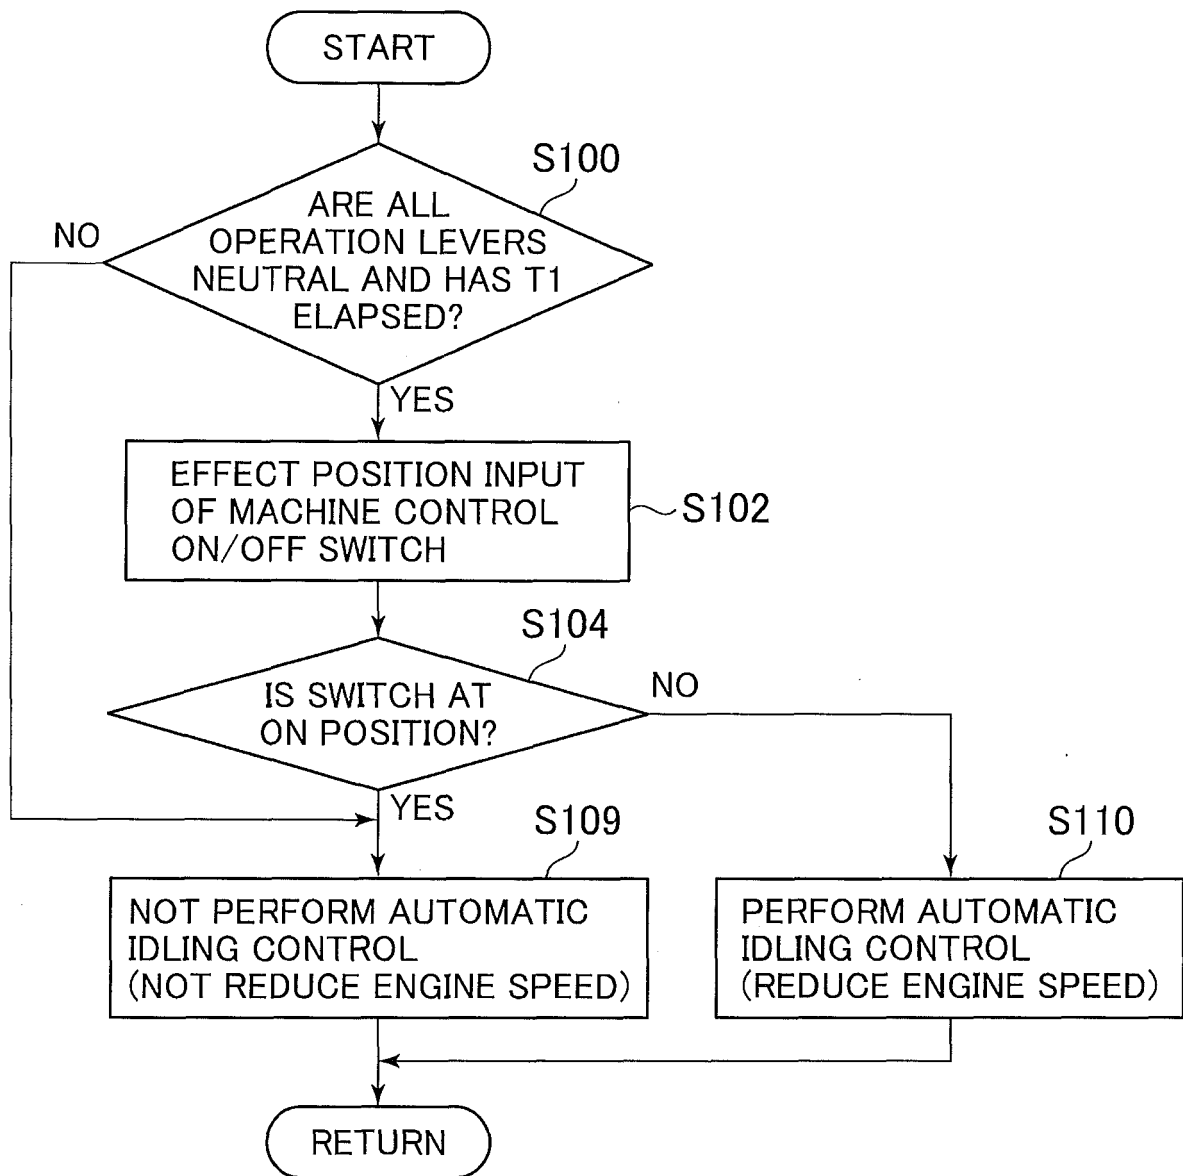 START
S100
ARE ALL
OPERATION LEVERS
NEUTRAL AND HAS T1
ELAPSED?
NO
YES
EFFECT POSITION INPUT
OF MACHINE CONTROL
ON/OFF SWITCH
S102
S104
IS SWITCH AT
ON POSITION?
NO
YES
S109
NOT PERFORM AUTOMATIC
IDLING CONTROL
(NOT REDUCE ENGINE SPEED)
S110
PERFORM AUTOMATIC
IDLING CONTROL
(REDUCE ENGINE SPEED)
RETURN